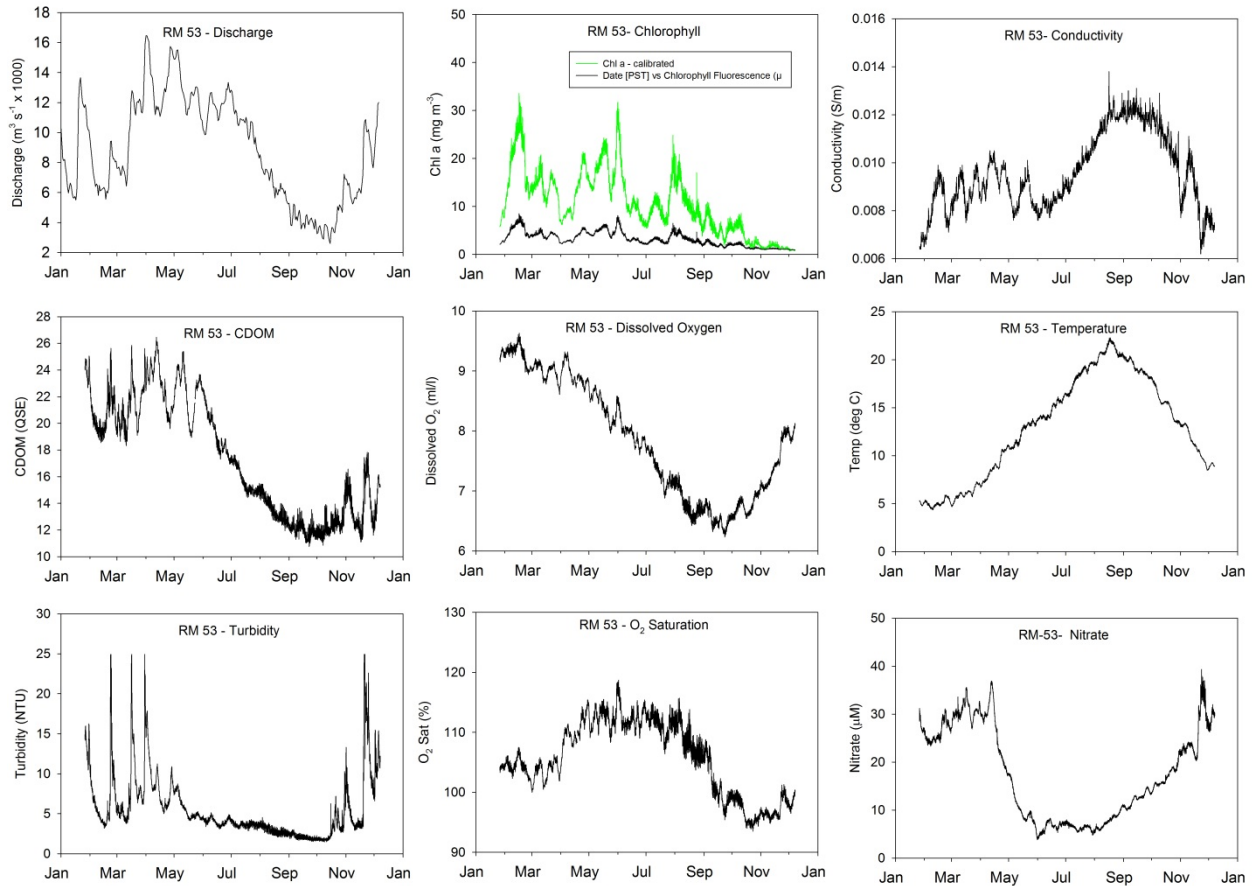 RM 53 - Discharge
Discharge (m³ s⁻¹ x 1000)
18
16
14
12
10
8
6
4
2
Jan Mar May Jul Sep Nov Jan
RM 53- Chlorophyll
Chl a - calibrated
Date [PST] vs Chlorophyll Fluorescence (µ
Chl a (mg m⁻³)
50
40
30
20
10
0
Jan Mar May Jul Sep Nov Jan
RM 53- Conductivity
Conductivity (S/m)
0.016
0.014
0.012
0.010
0.008
0.006
Jan Mar May Jul Sep Nov Jan
RM 53 - CDOM
CDOM (QSE)
28
26
24
22
20
18
16
14
12
10
Jan Mar May Jul Sep Nov Jan
RM 53 - Dissolved Oxygen
Dissolved O₂ (ml/l)
10
9
8
7
6
Jan Mar May Jul Sep Nov Jan
RM 53 - Temperature
Temp (deg C)
25
20
15
10
5
0
Jan Mar May Jul Sep Nov Jan
RM 53 - Turbidity
Turbidity (NTU)
30
25
20
15
10
5
0
Jan Mar May Jul Sep Nov Jan
RM 53 - O₂ Saturation
O₂ Sat (%)
130
120
110
100
90
Jan Mar May Jul Sep Nov Jan
RM-53- Nitrate
Nitrate (µM)
50
40
30
20
10
0
Jan Mar May Jul Sep Nov Jan